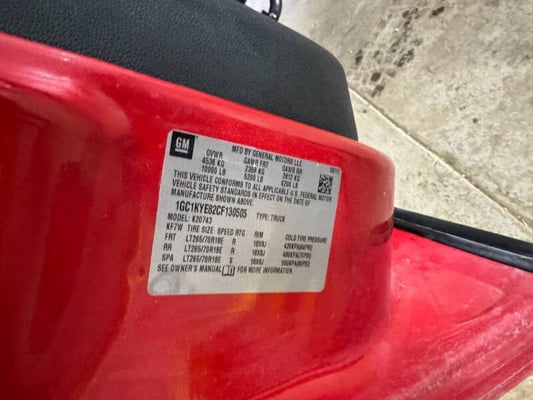 GM
MFG BY GENERAL MOTORS LLC
GVWR GAWR FRT GAWR RR
4536 KG 2359 KG 2812 KG
10000 LB 5200 LB 6200 LB
THIS VEHICLE CONFORMS TO ALL APPLICABLE U.S. FEDERAL MOTOR
VEHICLE SAFETY STANDARDS IN EFFECT ON THE DATE OF
MANUFACTURE SHOWN ABOVE.
1GC1KYE82CF130505 TYPE: TRUCK
MODEL: K20743
KF7W TIRE SIZE SPEED RTG RIM COLD TIRE PRESSURE
FRT LT265/70R18E R 18X8J 420KPA(60PSI)
RR LT265/70R18E R 18X8J
SPA LT265/70R18E S 18X8J
SEE OWNER'S MANUAL FOR MORE INFORMATION.